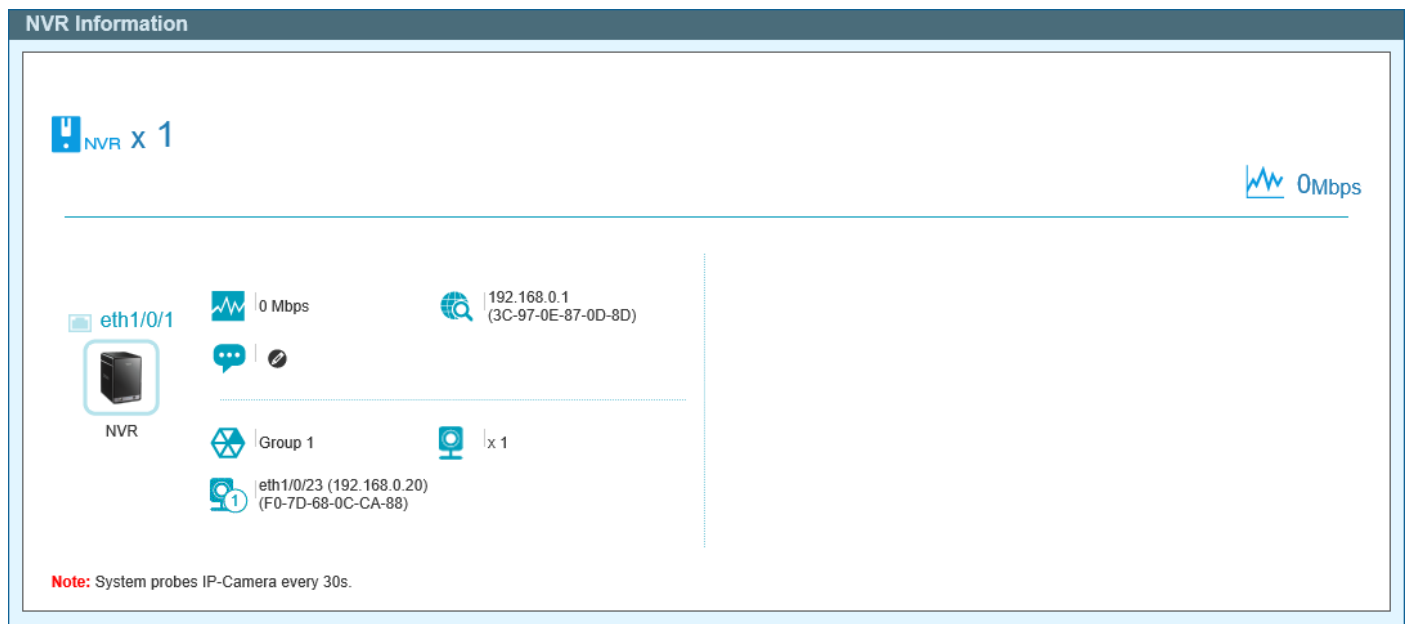 NVR Information
NVR x 1
0Mbps
eth1/0/1
NVR
0 Mbps
192.168.0.1
(3C-97-0E-87-0D-8D)
Group 1
x 1
1
eth1/0/23 (192.168.0.20)
(F0-7D-68-0C-CA-88)
Note: System probes IP-Camera every 30s.